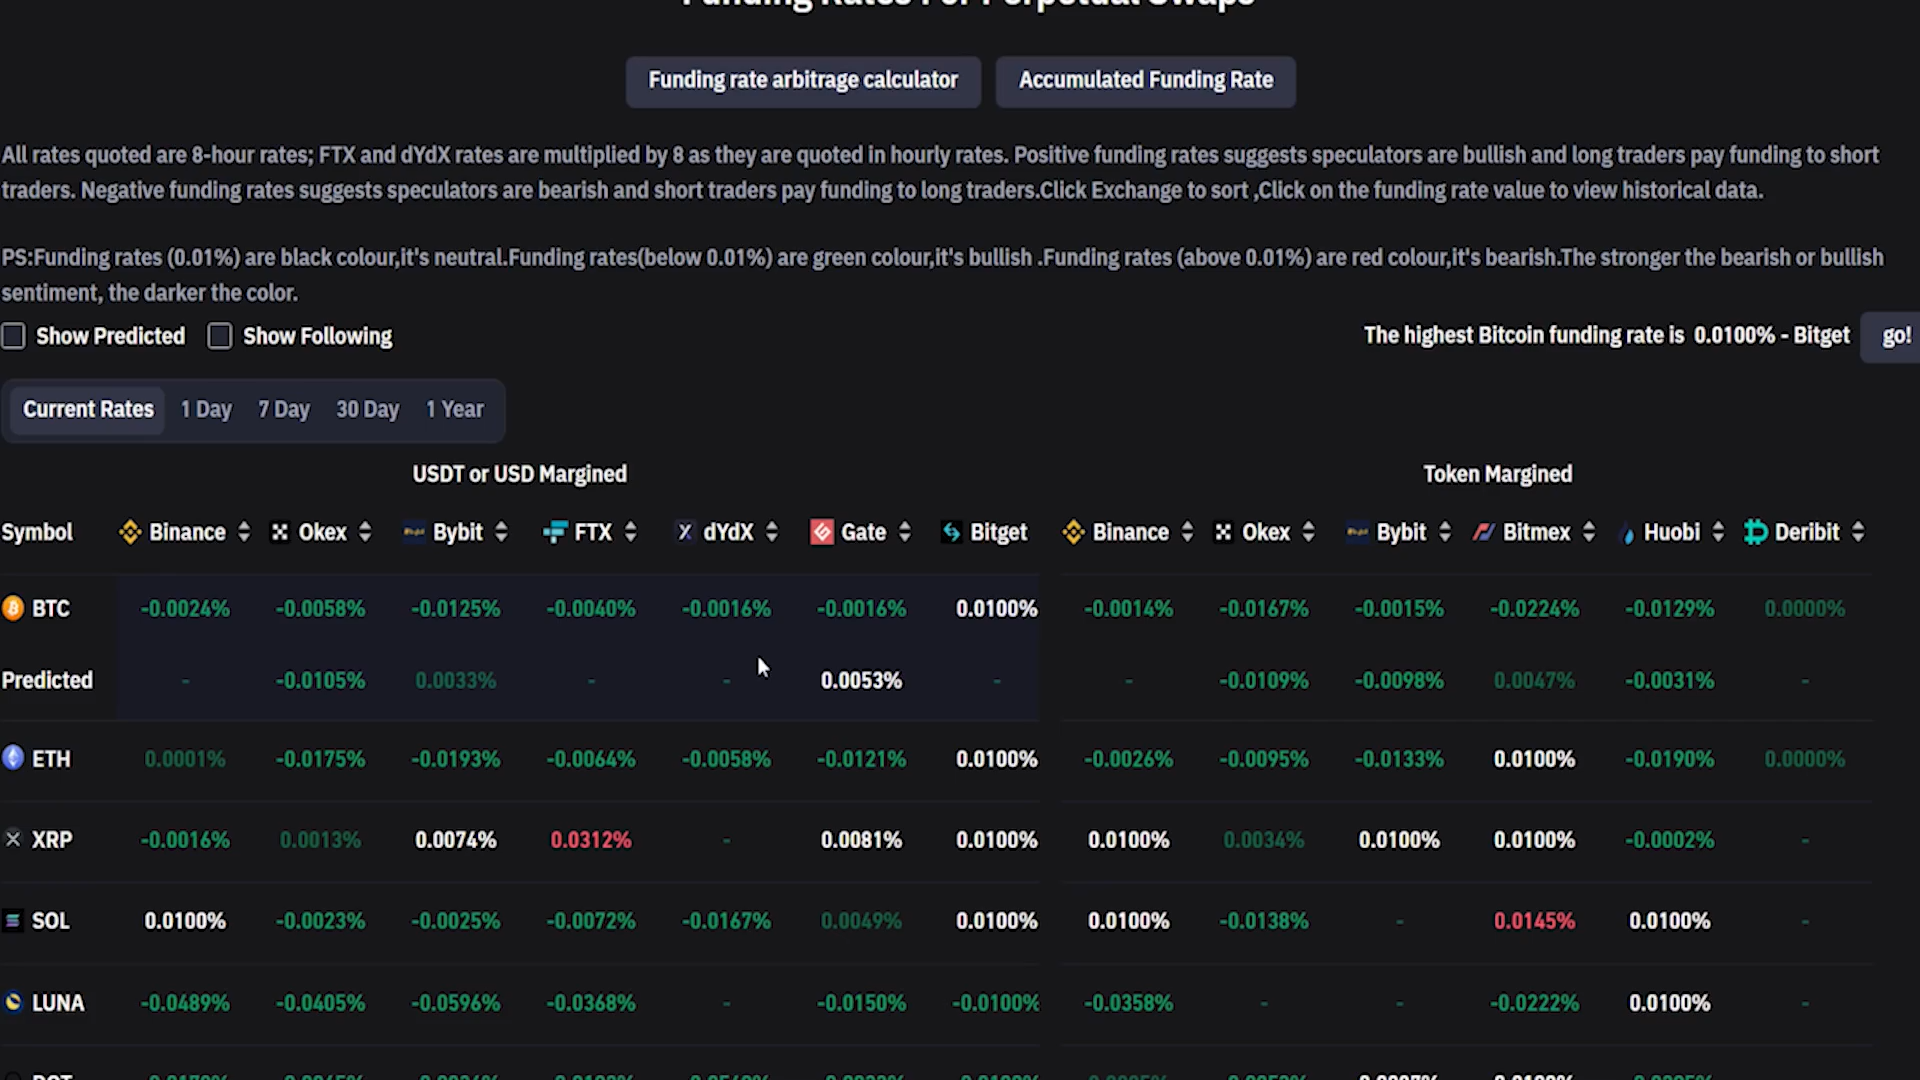 Funding Rates For Perpetual Swaps
Funding rate arbitrage calculator Accumulated Funding Rate
All rates quoted are 8-hour rates; FTX and dYdX rates are multiplied by 8 as they are quoted in hourly rates. Positive funding rates suggests speculators are bullish and long traders pay funding to short
traders. Negative funding rates suggests speculators are bearish and short traders pay funding to long traders.Click Exchange to sort ,Click on the funding rate value to view historical data.
PS:Funding rates (0.01%) are black colour,it's neutral.Funding rates(below 0.01%) are green colour,it's bullish .Funding rates (above 0.01%) are red colour,it's bearish.The stronger the bearish or bullish
sentiment, the darker the color.
Show Predicted Show Following The highest Bitcoin funding rate is 0.0100% - Bitget go!
Current Rates 1 Day 7 Day 30 Day 1 Year
USDT or USD Margined Token Margined
Symbol Binance Okex Bybit FTX dYdX Gate Bitget Binance Okex Bybit Bitmex Huobi Deribit
BTC -0.0024% -0.0058% -0.0125% -0.0040% -0.0016% -0.0016% 0.0100% -0.0014% -0.0167% -0.0015% -0.0224% -0.0129% 0.0000%
Predicted - -0.0105% 0.0033% - - 0.0053% - - -0.0109% -0.0098% 0.0047% -0.0031% -
ETH 0.0001% -0.0175% -0.0193% -0.0064% -0.0058% -0.0121% 0.0100% -0.0026% -0.0095% -0.0133% 0.0100% -0.0190% 0.0000%
XRP -0.0016% 0.0013% 0.0074% 0.0312% - 0.0081% 0.0100% 0.0100% 0.0034% 0.0100% 0.0100% -0.0002% -
SOL 0.0100% -0.0023% -0.0025% -0.0072% -0.0167% 0.0049% 0.0100% 0.0100% -0.0138% - 0.0145% 0.0100% -
LUNA -0.0489% -0.0405% -0.0596% -0.0368% - -0.0150% -0.0100% -0.0358% - - -0.0222% 0.0100% -
DOT